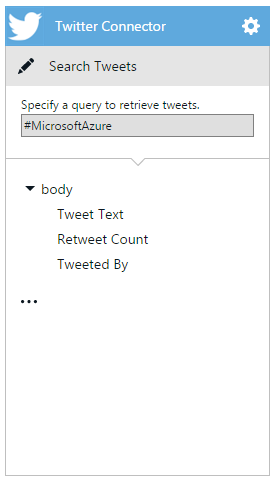 Twitter Connector
Search Tweets
Specify a query to retrieve tweets.
#MicrosoftAzure
body
Tweet Text
Retweet Count
Tweeted By
...